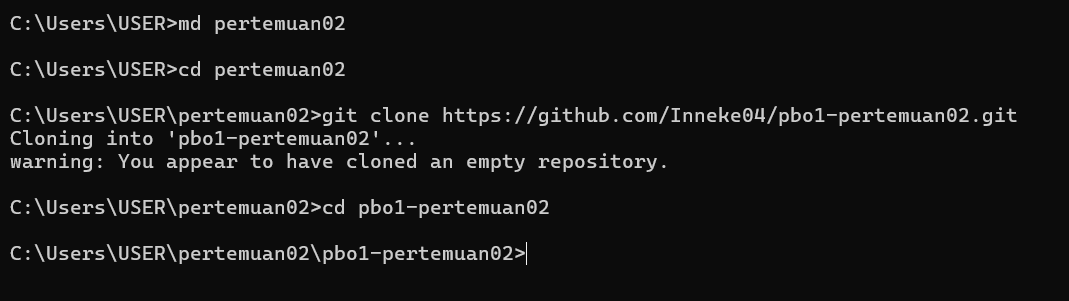 C:\Users\USER>md pertemuan02
C:\Users\USER>cd pertemuan02
C:\Users\USER\pertemuan02>git clone https://github.com/Inneke04/pbo1-pertemuan02.git
Cloning into 'pbo1-pertemuan02'...
warning: You appear to have cloned an empty repository.
C:\Users\USER\pertemuan02>cd pbo1-pertemuan02
C:\Users\USER\pertemuan02\pbo1-pertemuan02>